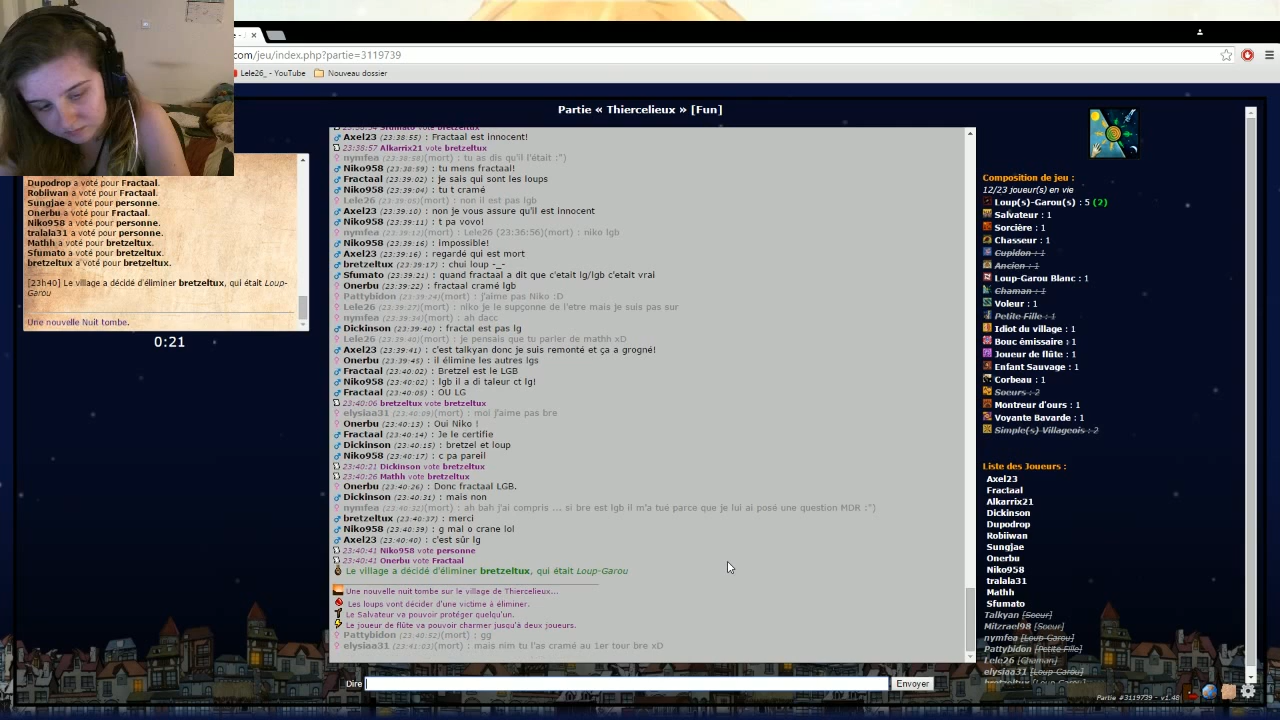 com/jeu/index.php?partie=3119739
Lele26_ - YouTube
Nouveau dossier
Partie « Thiercelieux » [Fun]
Dupodrop a voté pour Fractaal.
Robiiwan a voté pour Fractaal.
Sungjae a voté pour personne.
Onerbu a voté pour Fractaal.
Niko958 a voté pour personne.
tralala31 a voté pour personne.
Mathh a voté pour bretzeltux.
Sfumato a voté pour bretzeltux.
bretzeltux a voté pour bretzeltux.
[23h40] Le village a décidé d'éliminer bretzeltux, qui était Loup-
Garou
Une nouvelle Nuit tombe.
0:21
23:38:54 Sfumato vote bretzeltux
Axel23 (23:38:55) : Fractaal est innocent!
23:38:57 Alkarrix21 vote bretzeltux
nymfea (23:38:58)(mort) : tu as dis qu'il l'était :")
Niko958 (23:38:59) : tu mens fractaal!
Fractaal (23:39:02) : je sais qui sont les loups
Niko958 (23:39:04) : tu t cramé
Lele26 (23:39:05)(mort) : non il est pas lgb
Axel23 (23:39:10) : non je vous assure qu'il est innocent
Niko958 (23:39:11) : t pa vovo!
nymfea (23:39:12)(mort) : Lele26 (23:36:56)(mort) : niko lgb
Niko958 (23:39:16) : impossible!
Axel23 (23:39:16) : regardé qui est mort
bretzeltux (23:39:17) : chui loup -_-
Sfumato (23:39:21) : quand fractaal a dit que c'etait lg/lgb c'etait vrai
Onerbu (23:39:22) : fractaal cramé lgb
Pattybidon (23:39:24)(mort) : j'aime pas Niko :D
Lele26 (23:39:27)(mort) : niko je le supçonne de l'etre mais je suis pas sur
nymfea (23:39:34)(mort) : ah dacc
Dickinson (23:39:40) : fractal est pas lg
Lele26 (23:39:40)(mort) : je pensais que tu parler de mathh xD
Axel23 (23:39:41) : c'est talkyan donc je suis remonté et ça a grogné!
Onerbu (23:39:45) : il élimine les autres lgs
Fractaal (23:40:02) : Bretzel est le LGB
Niko958 (23:40:02) : lgb il a di taleur ct lg!
Fractaal (23:40:05) : OU LG
23:40:06 bretzeltux vote bretzeltux
elysiaa31 (23:40:09)(mort) : moi j'aime pas bre
Onerbu (23:40:13) : Oui Niko !
Fractaal (23:40:14) : Je le certifie
Dickinson (23:40:15) : bretzel et loup
Niko958 (23:40:17) : c pa pareil
23:40:21 Dickinson vote bretzeltux
23:40:26 Mathh vote bretzeltux
Onerbu (23:40:26) : Donc fractaal LGB.
Dickinson (23:40:31) : mais non
nymfea (23:40:32)(mort) : ah bah j'ai compris ... si bre est lgb il m'a tué parce que je lui ai posé une question MDR :")
bretzeltux (23:40:37) : merci
Niko958 (23:40:39) : g mal o crane lol
Axel23 (23:40:40) : c'est sûr lg
23:40:41 Niko958 vote personne
23:40:41 Onerbu vote Fractaal
Le village a décidé d'éliminer bretzeltux, qui était Loup-Garou
Une nouvelle nuit tombe sur le village de Thiercelieux...
Les loups vont décider d'une victime à éliminer.
Le Salvateur va pouvoir protéger quelqu'un.
Le joueur de flûte va pouvoir charmer jusqu'à deux joueurs.
Pattybidon (23:40:52)(mort) : gg
elysiaa31 (23:41:03)(mort) : mais nim tu l'as cramé au 1er tour bre xD
Dire
Envoyer
Composition de jeu :
12/23 joueur(s) en vie
Loup(s)-Garou(s) : 5 (2)
Salvateur : 1
Sorcière : 1
Chasseur : 1
Cupidon : 1
Ancien : 1
Loup-Garou Blanc : 1
Chaman : 1
Voleur : 1
Petite Fille : 1
Idiot du village : 1
Bouc émissaire : 1
Joueur de flûte : 1
Enfant Sauvage : 1
Corbeau : 1
Soeurs : 2
Montreur d'ours : 1
Voyante Bavarde : 1
Simple(s) Villageois : 2
Liste des Joueurs :
Axel23
Fractaal
Alkarrix21
Dickinson
Dupodrop
Robiiwan
Sungjae
Onerbu
Niko958
tralala31
Mathh
Sfumato
Talkyan [Soeur]
Mitzrael98 [Soeur]
nymfea [Loup-Garou]
Pattybidon [Petite Fille]
Lele26 [Chaman]
elysiaa31 [Loup-Garou]
bretzeltux [Loup-Garou]
Partie #3119739 - v1.48